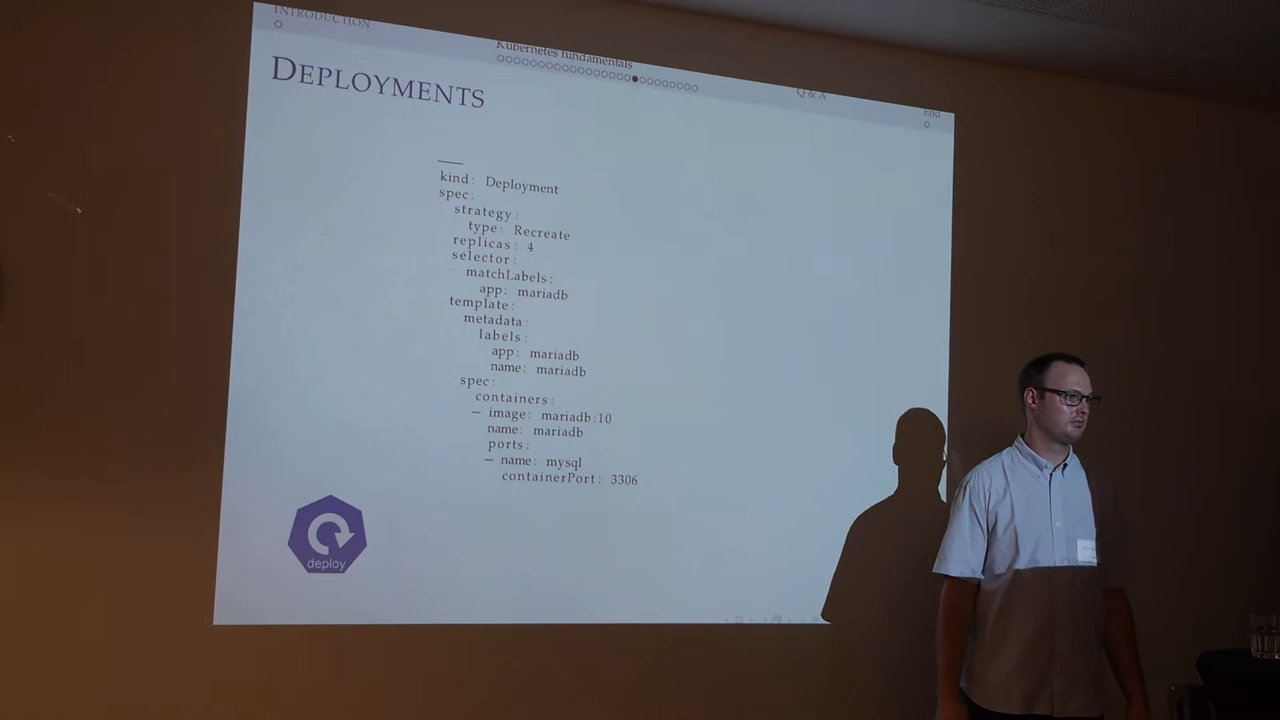 INTRODUCTION
Kubernetes fundamentals
Q & A
End
DEPLOYMENTS
—
kind: Deployment
spec:
strategy:
type: Recreate
replicas: 4
selector:
matchLabels:
app: mariadb
template:
metadata:
labels:
app: mariadb
name: mariadb
spec:
containers:
— image: mariadb:10
name: mariadb
ports:
— name: mysql
containerPort: 3306
deploy